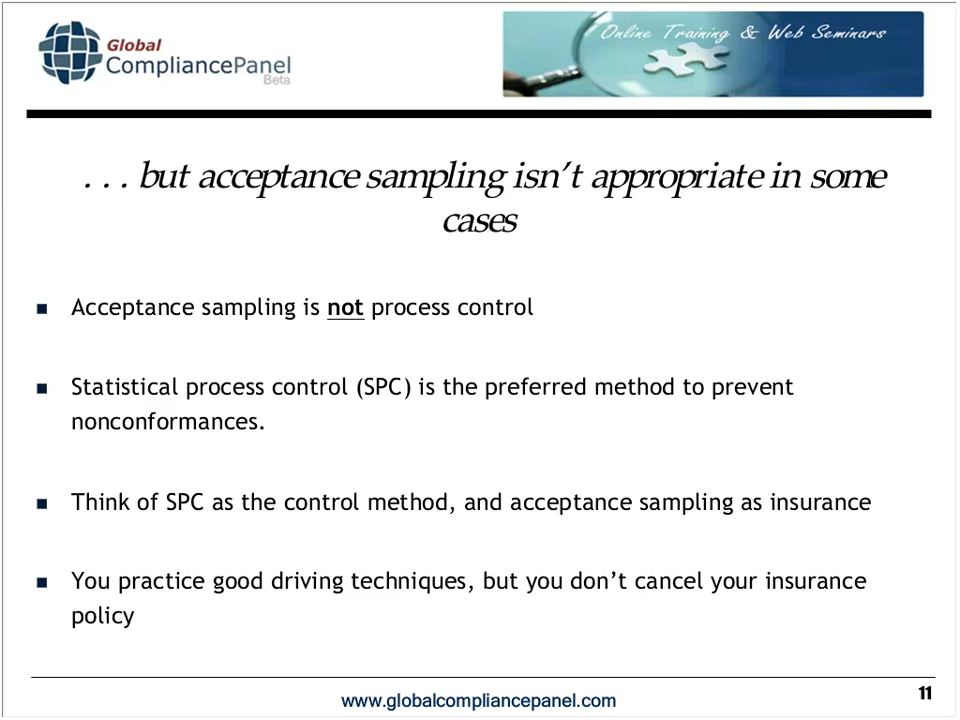 Global
CompliancePanel
Beta
Online Training & Web Seminars
. . . but acceptance sampling isn’t appropriate in some
cases
Acceptance sampling is not process control
Statistical process control (SPC) is the preferred method to prevent
nonconformances.
Think of SPC as the control method, and acceptance sampling as insurance
You practice good driving techniques, but you don’t cancel your insurance
policy
www.globalcompliancepanel.com
11